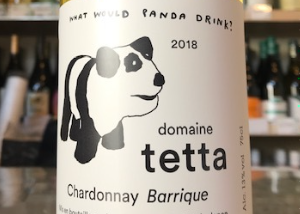 WHAT WOULD PANDA DRINK?
2018
domaine
tetta
Chardonnay Barrique